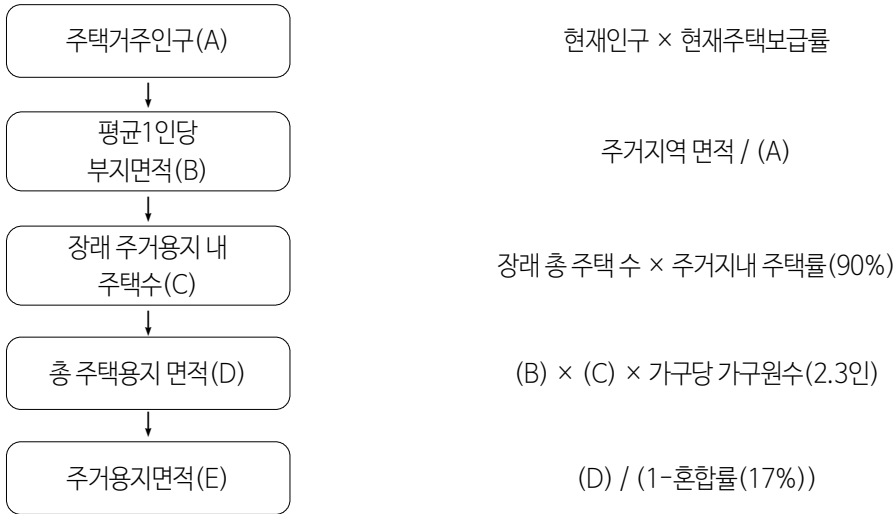 주택거주인구(A)
현재인구 × 현재주택보급률
평균1인당
부지면적(B)
주거지역 면적 / (A)
장래 주거용지 내
주택수(C)
장래 총 주택 수 × 주거지내 주택률(90%)
총 주택용지 면적(D)
(B) × (C) × 가구당 가구원수(2.3인)
주거용지면적(E)
(D) / (1-혼합률(17%))